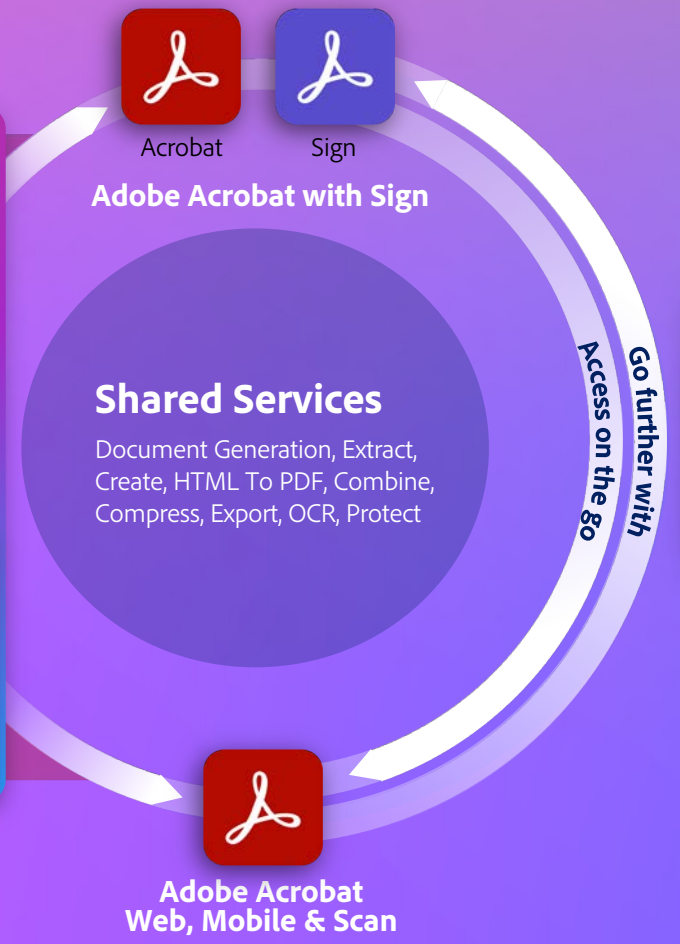 Acrobat
Sign
Adobe Acrobat with Sign
Shared Services
Document Generation, Extract,
Create, HTML To PDF, Combine,
Compress, Export, OCR, Protect
Access on the go
Go further with
Adobe Acrobat
Web, Mobile & Scan